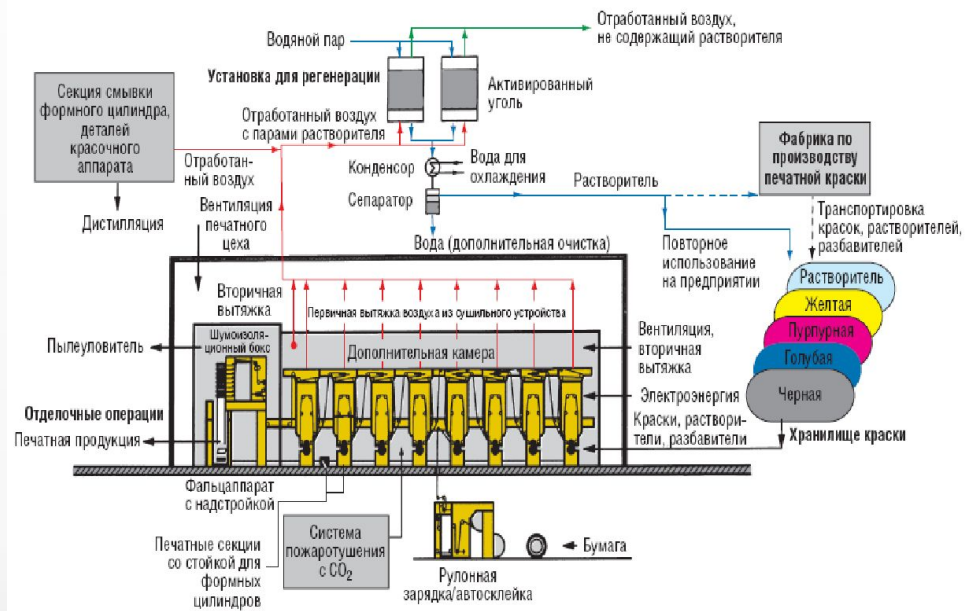 Водяной пар
Отработанный воздух,
не содержащий растворителя
Установка для регенерации
Активированный
уголь
Секция смывки
формного цилиндра,
деталей
красочного
аппарата
Отработанный воздух
с парами растворителя
Отработан-
ный воздух
Дистилляция
Вентиляция
печатного
цеха
Конденсор
Вода для
охлаждения
Сепаратор
Растворитель
Вода (дополнительная очистка)
Фабрика по
производству
печатной краски
Транспортировка
красок, растворителей,
разбавителей
Повторное
использование
на предприятии
Растворитель
Желтая
Пурпурная
Голубая
Черная
Хранилище краски
Вторичная
вытяжка
Первичная вытяжка воздуха из сушильного устройства
Шумоизоля-
ционный бокс
Дополнительная камера
Пылеуловитель
Вентиляция,
вторичная
вытяжка
Электроэнергия
Краски, раствори-
тели, разбавители
Отделочные операции
Печатная продукция
Фальцаппарат
с надстройкой
Печатные секции
со стойкой для
формных
цилиндров
Система
пожаротушения
с CO₂
Рулонная
зарядка/автосклейка
Бумага